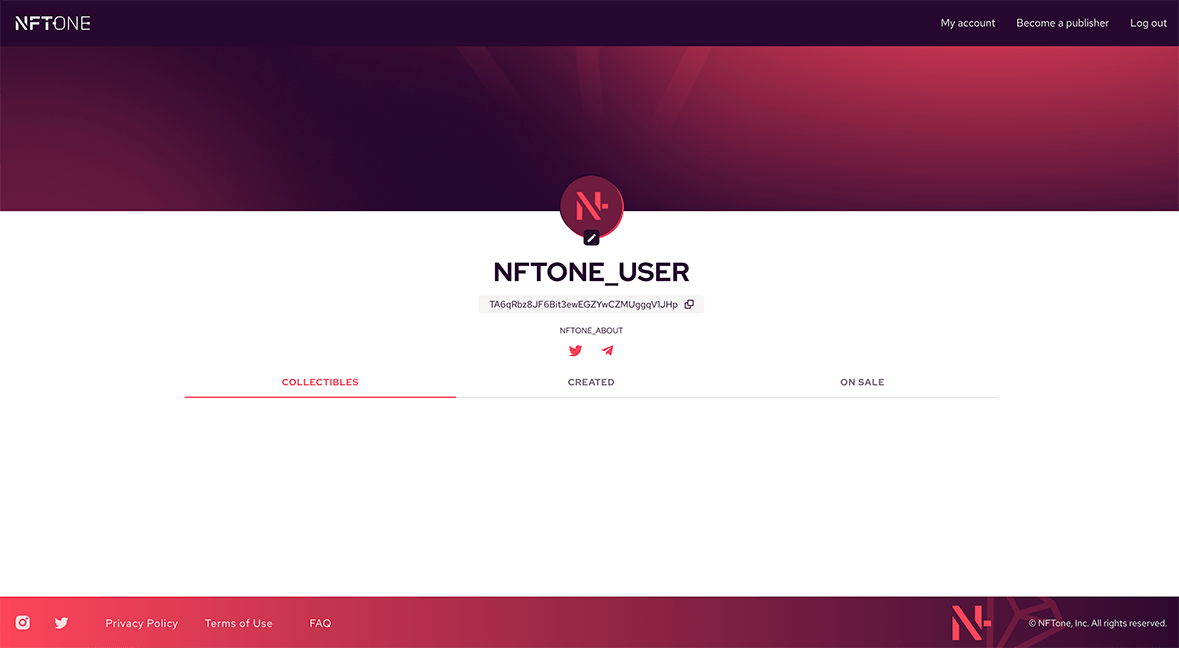 NFTONE
My account
Become a publisher
Log out
NFTONE_USER
TA6qRbz8JF6Bit3ewEGZYwCZMUggqV1JHp
NFTONE_ABOUT
COLLECTIBLES
CREATED
ON SALE
Privacy Policy
Terms of Use
FAQ
© NFTone, Inc. All rights reserved.